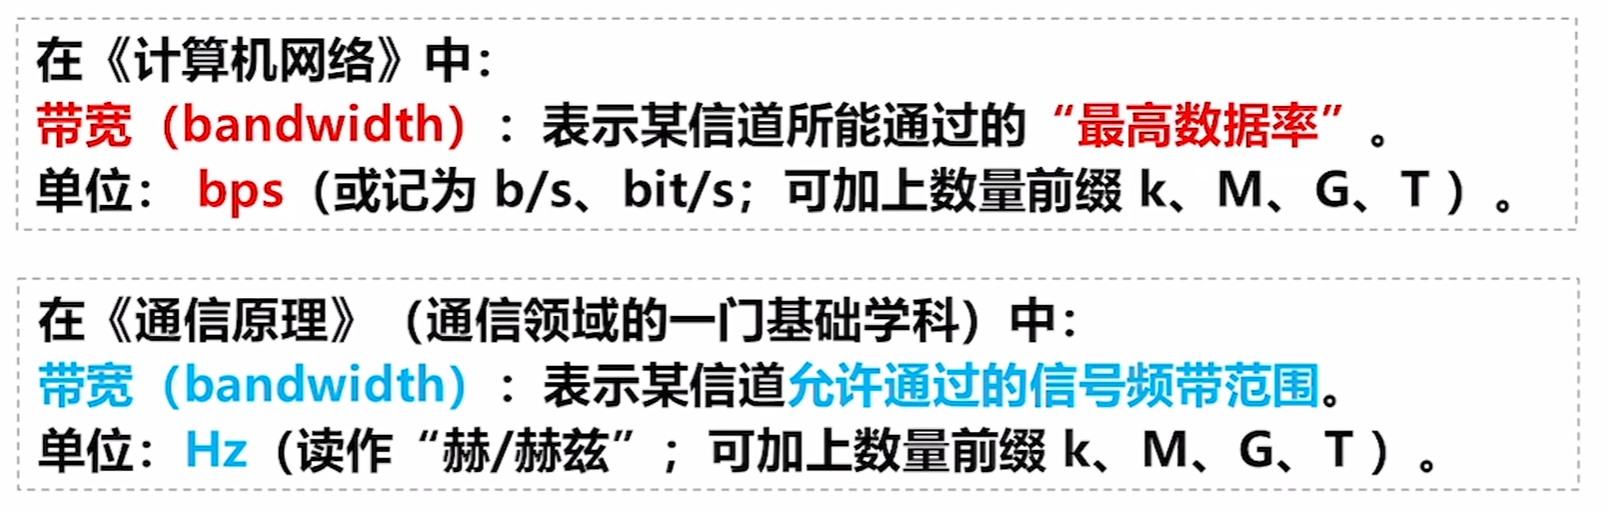 在《计算机网络》中：
带宽（bandwidth）：表示某信道所能通过的“最高数据率”。
单位： bps（或记为 b/s、bit/s；可加上数量前缀 k、M、G、T ）。
在《通信原理》（通信领域的一门基础学科）中：
带宽（bandwidth）：表示某信道允许通过的信号频带范围。
单位：Hz（读作“赫/赫兹”；可加上数量前缀 k、M、G、T ）。